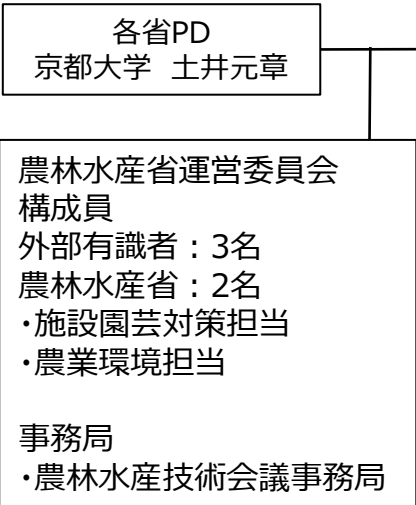 各省PD
京都大学 土井元章
農林水産省運営委員会
構成員
外部有識者：3名
農林水産省：2名
・施設園芸対策担当
・農業環境担当
事務局
・農林水産技術会議事務局